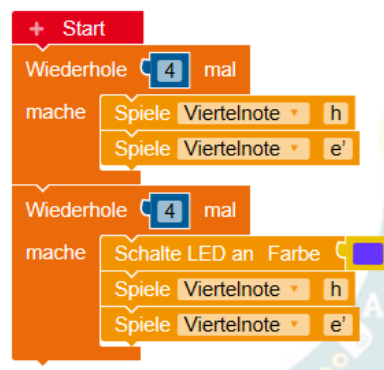 + Start
Wiederhole 4 mal
mache Spiele Viertelnote h
Spiele Viertelnote e'
Wiederhole 4 mal
mache Schalte LED an Farbe
Spiele Viertelnote h
Spiele Viertelnote e'
A